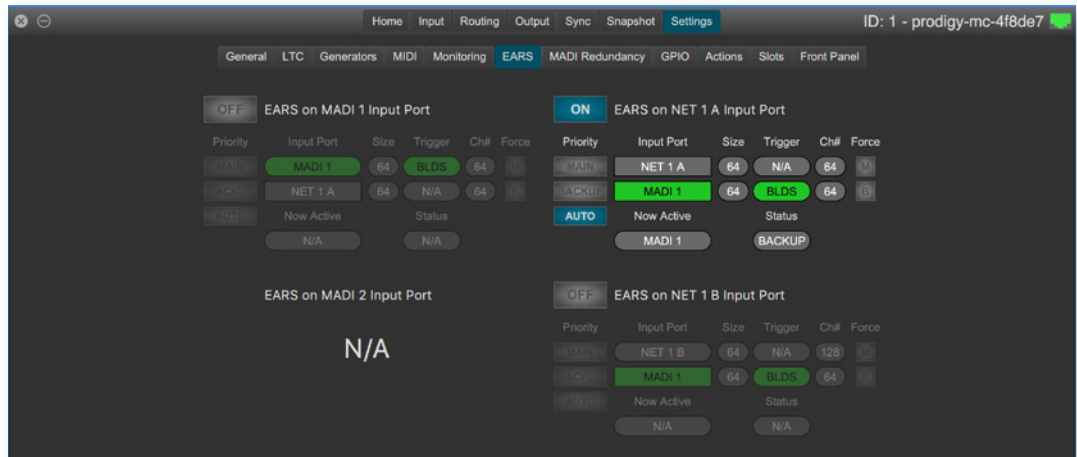 Home Input Routing Output Sync Snapshot Settings
ID: 1 - prodigy-mc-4f8de7
General LTC Generators MIDI Monitoring EARS MADI Redundancy GPIO Actions Slots Front Panel
OFF EARS on MADI 1 Input Port
Priority Input Port Size Trigger Ch# Force
MAIN MADI 1 64 BLDS 64 M
BACKUP NET 1 A 64 N/A 64 B
AUTO Now Active Status
N/A N/A
ON EARS on NET 1 A Input Port
Priority Input Port Size Trigger Ch# Force
MAIN NET 1 A 64 N/A 64 M
BACKUP MADI 1 64 BLDS 64 B
AUTO Now Active Status
MADI 1 BACKUP
EARS on MADI 2 Input Port
N/A
OFF EARS on NET 1 B Input Port
Priority Input Port Size Trigger Ch# Force
MAIN NET 1 B 64 N/A 128 M
BACKUP MADI 1 64 BLDS 64 B
AUTO Now Active Status
N/A N/A